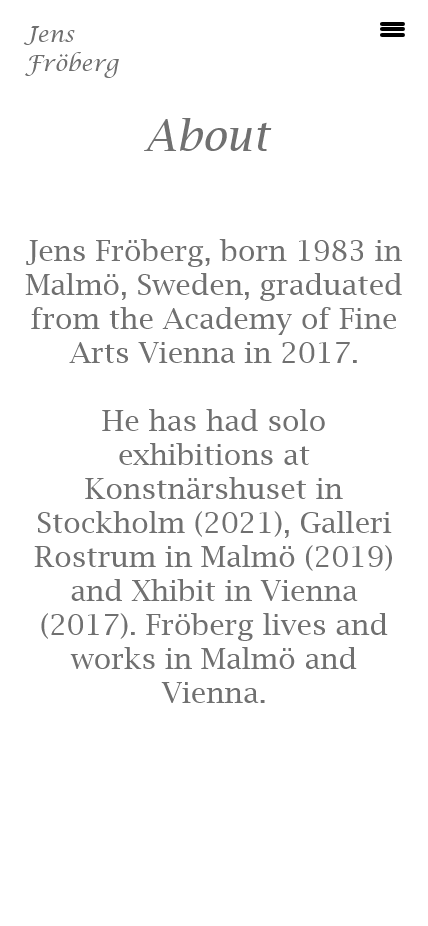 Jens
Fröberg
About
Jens Fröberg, born 1983 in
Malmö, Sweden, graduated
from the Academy of Fine
Arts Vienna in 2017.
He has had solo
exhibitions at
Konstnärshuset in
Stockholm (2021), Galleri
Rostrum in Malmö (2019)
and Xhibit in Vienna
(2017). Fröberg lives and
works in Malmö and
Vienna.